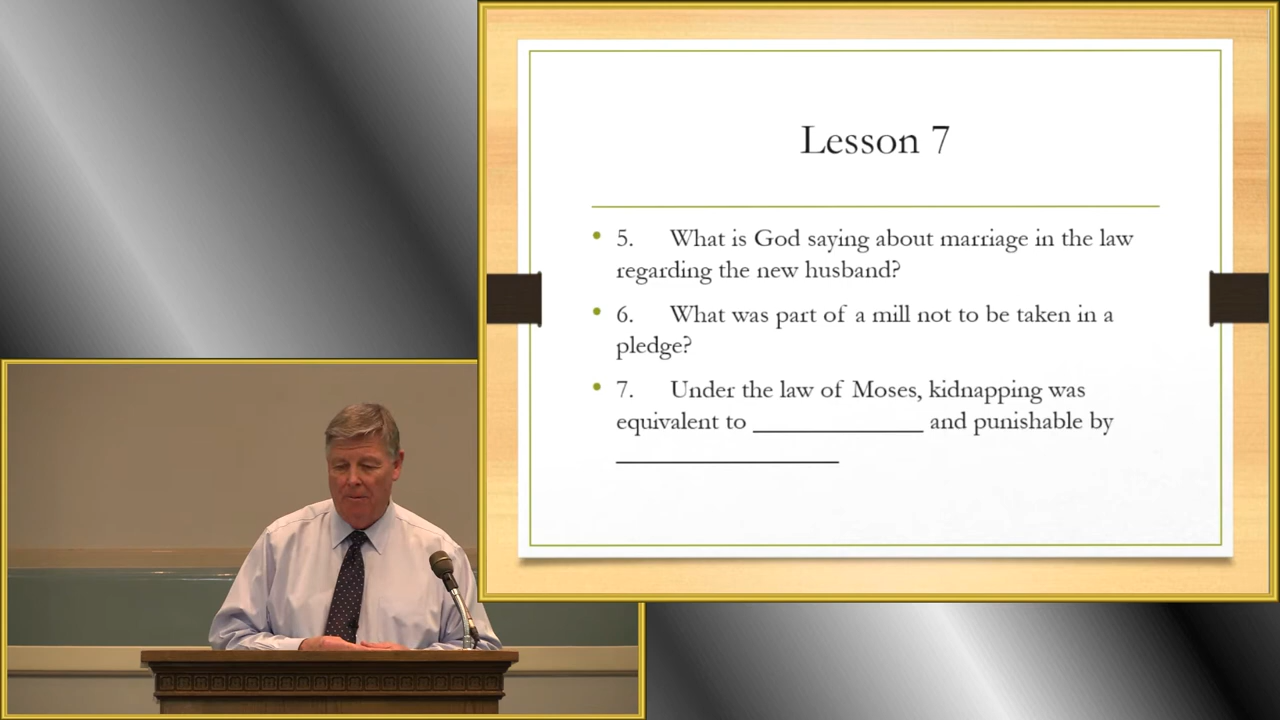 Lesson 7
• 5. What is God saying about marriage in the law
regarding the new husband?
• 6. What was part of a mill not to be taken in a
pledge?
• 7. Under the law of Moses, kidnapping was
equivalent to _____________ and punishable by
_________________